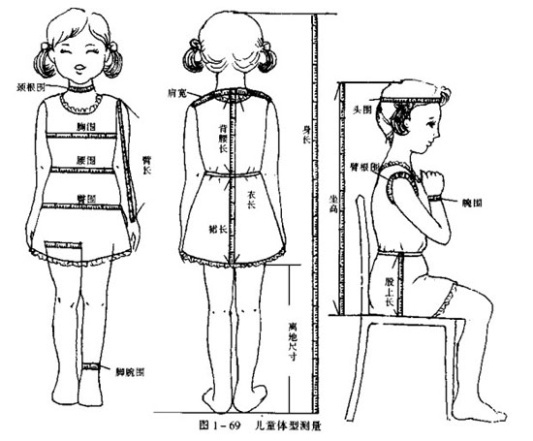 颈根围
胸围
腰围
臀围
臂长
脚腕围
肩宽
背腰长
衣长
裙长
身长
离地尺寸
头围
臂根围
腕围
坐高
股上长
图1-69 儿童体型测量